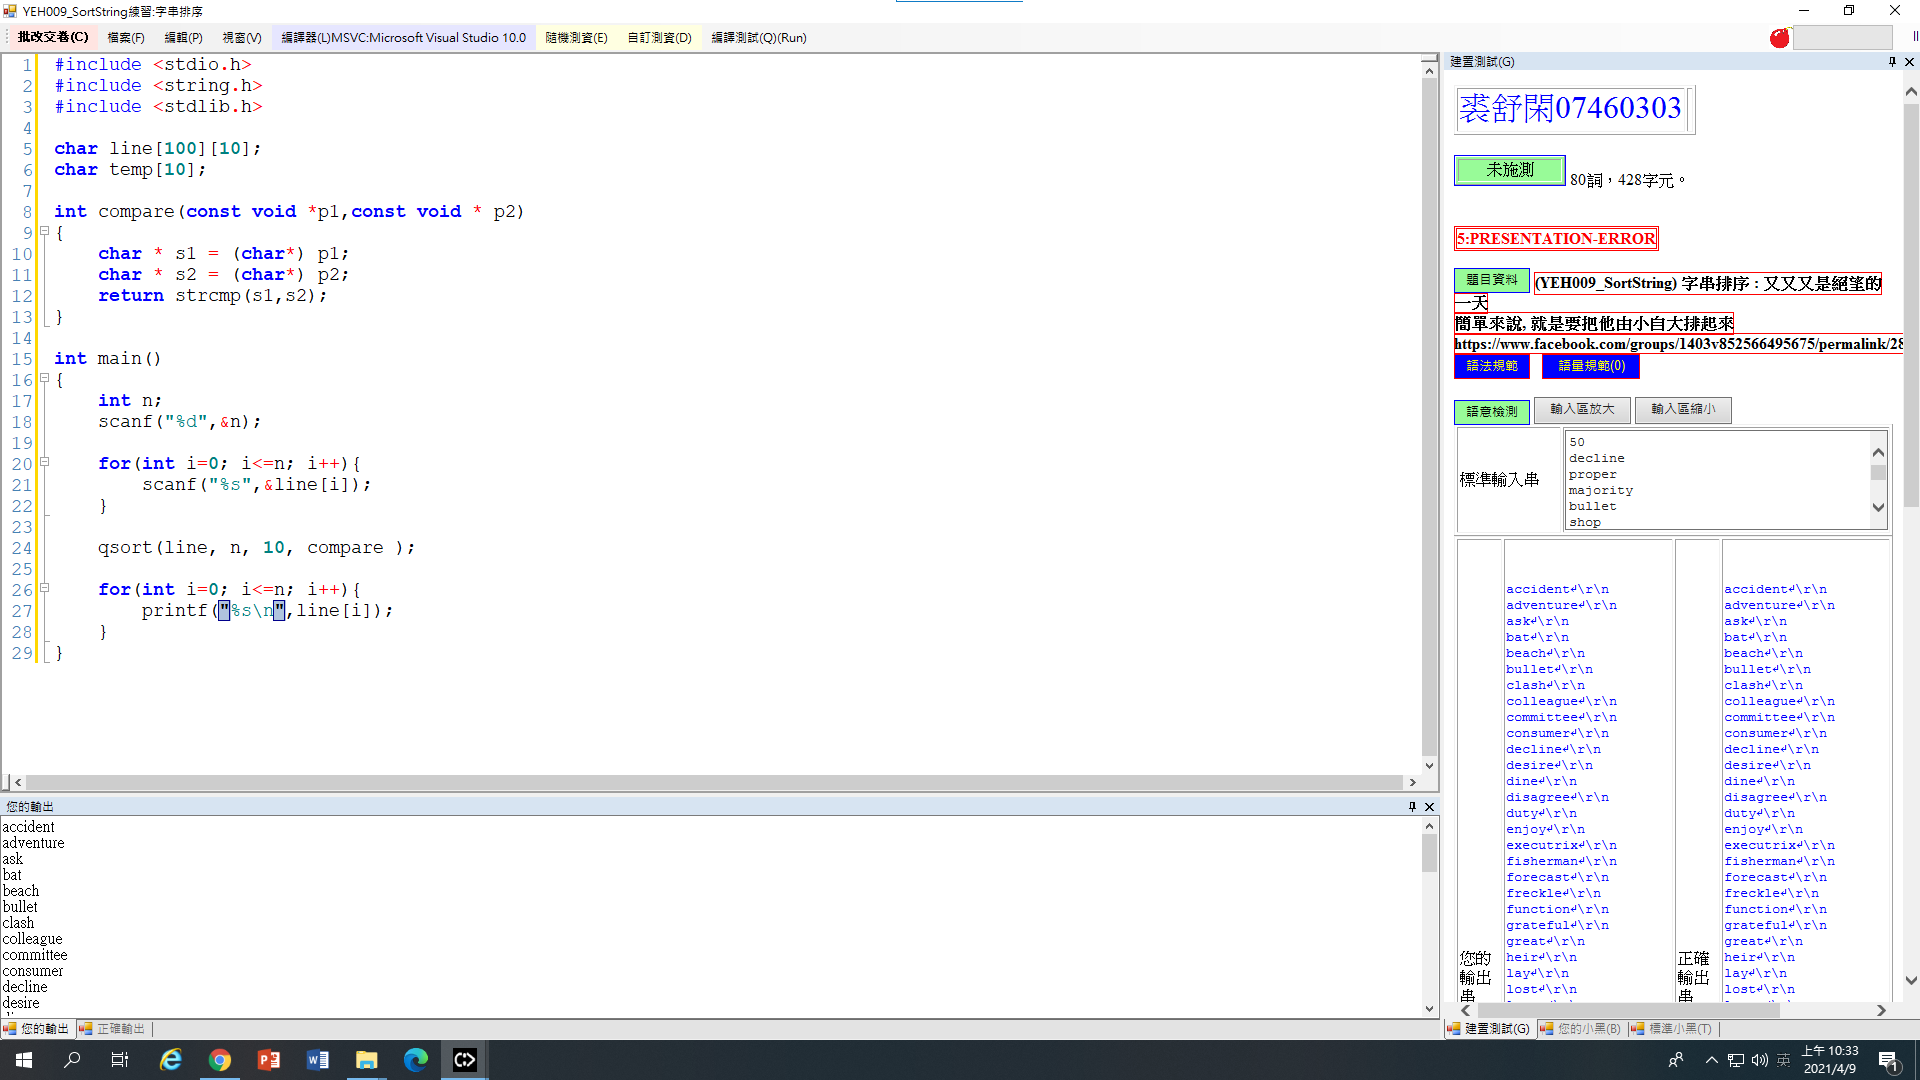 YEH009_SortString練習:字串排序
批改交卷(C) 檔案(F) 編輯(P) 視窗(V) 編譯器(L)MSVC:Microsoft Visual Studio 10.0 隨機測資(E) 自訂測資(D) 編譯測試(Q)(Run)
1 #include <stdio.h>
2 #include <string.h>
3 #include <stdlib.h>
4
5 char line[100][10];
6 char temp[10];
7
8 int compare(const void *p1,const void * p2)
9 {
10 char * s1 = (char*) p1;
11 char * s2 = (char*) p2;
12 return strcmp(s1,s2);
13 }
14
15 int main()
16 {
17 int n;
18 scanf("%d",&n);
19
20 for(int i=0; i<=n; i++){
21 scanf("%s",&line[i]);
22 }
23
24 qsort(line, n, 10, compare );
25
26 for(int i=0; i<=n; i++){
27 printf("%s\n",line[i]);
28 }
29 }
您的輸出
accident
adventure
ask
bat
beach
bullet
clash
colleague
committee
consumer
decline
desire
您的輸出 正確輸出
建置測試(G)
裘舒閑07460303
未施測 80詞，428字元。
5:PRESENTATION-ERROR
題目資料 (YEH009_SortString) 字串排序 : 又又又是絕望的
一天
簡單來說, 就是要把他由小自大排起來
https://www.facebook.com/groups/1403v852566495675/permalink/28
語法規範 語量規範(0)
語意檢測 輸入區放大 輸入區縮小
標準輸入串
50
decline
proper
majority
bullet
shop
您的輸出串
accident↵\r\n
adventure↵\r\n
ask↵\r\n
bat↵\r\n
beach↵\r\n
bullet↵\r\n
clash↵\r\n
colleague↵\r\n
committee↵\r\n
consumer↵\r\n
decline↵\r\n
desire↵\r\n
dine↵\r\n
disagree↵\r\n
duty↵\r\n
enjoy↵\r\n
executrix↵\r\n
fisherman↵\r\n
forecast↵\r\n
freckle↵\r\n
function↵\r\n
grateful↵\r\n
great↵\r\n
heir↵\r\n
lay↵\r\n
lost↵\r\n
正確輸出串
accident↵\r\n
adventure↵\r\n
ask↵\r\n
bat↵\r\n
beach↵\r\n
bullet↵\r\n
clash↵\r\n
colleague↵\r\n
committee↵\r\n
consumer↵\r\n
decline↵\r\n
desire↵\r\n
dine↵\r\n
disagree↵\r\n
duty↵\r\n
enjoy↵\r\n
executrix↵\r\n
fisherman↵\r\n
forecast↵\r\n
freckle↵\r\n
function↵\r\n
grateful↵\r\n
great↵\r\n
heir↵\r\n
lay↵\r\n
lost↵\r\n
建置測試(G) 您的小黑(B) 標準小黑(T)
英 上午 10:33
2021/4/9
1